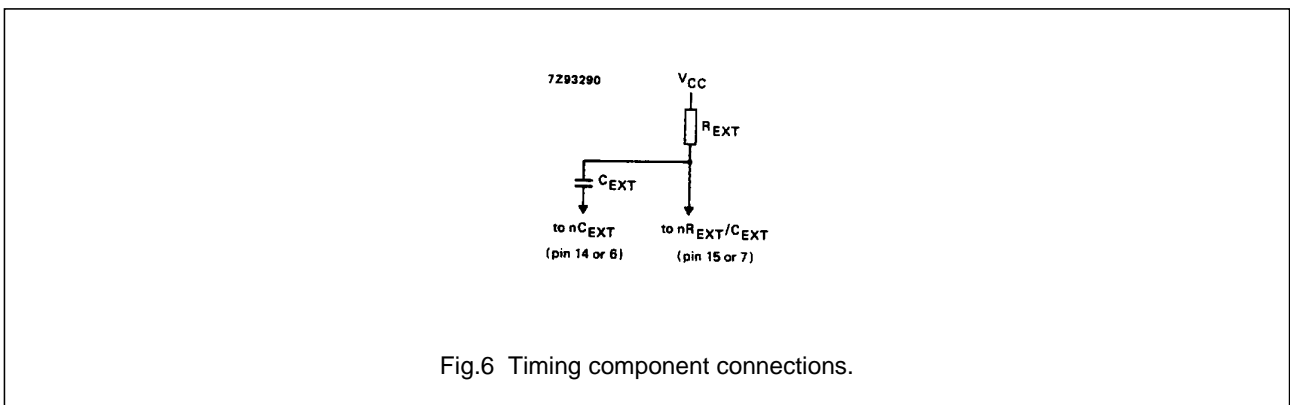 7Z93290
VCC
REXT
CEXT
to nCEXT
to nREXT/CEXT
(pin 14 or 6)
(pin 15 or 7)
Fig.6 Timing component connections.